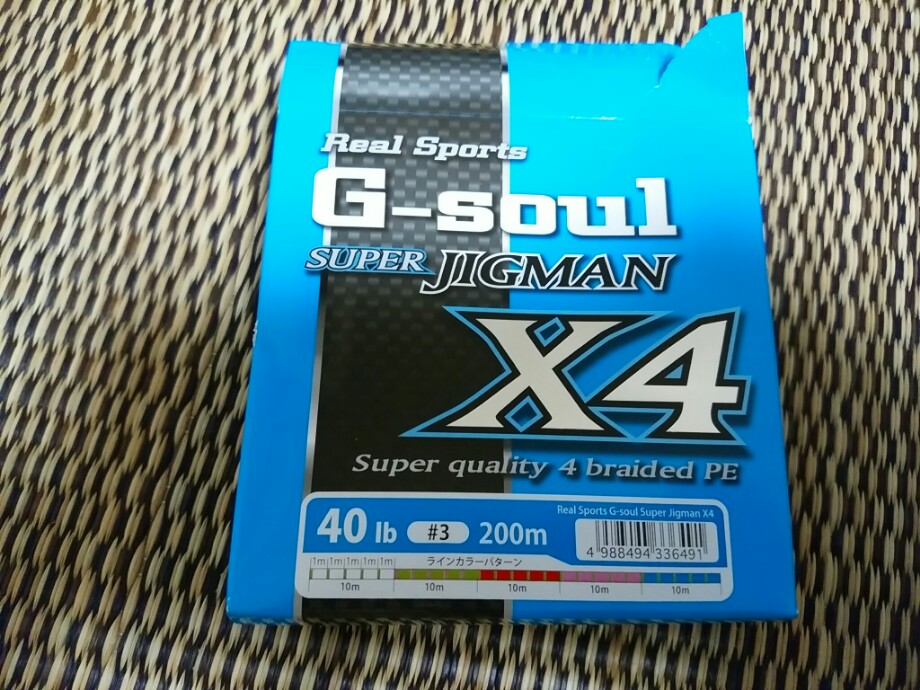 Real Sports
G-soul
SUPER JIGMAN
X4
Super quality 4 braided PE
40 lb #3 200m
Real Sports G-soul Super Jigman X4
4 988494 336491
1m 1m 1m 1m 1m ラインカラーパターン
10m 10m 10m 10m 10m